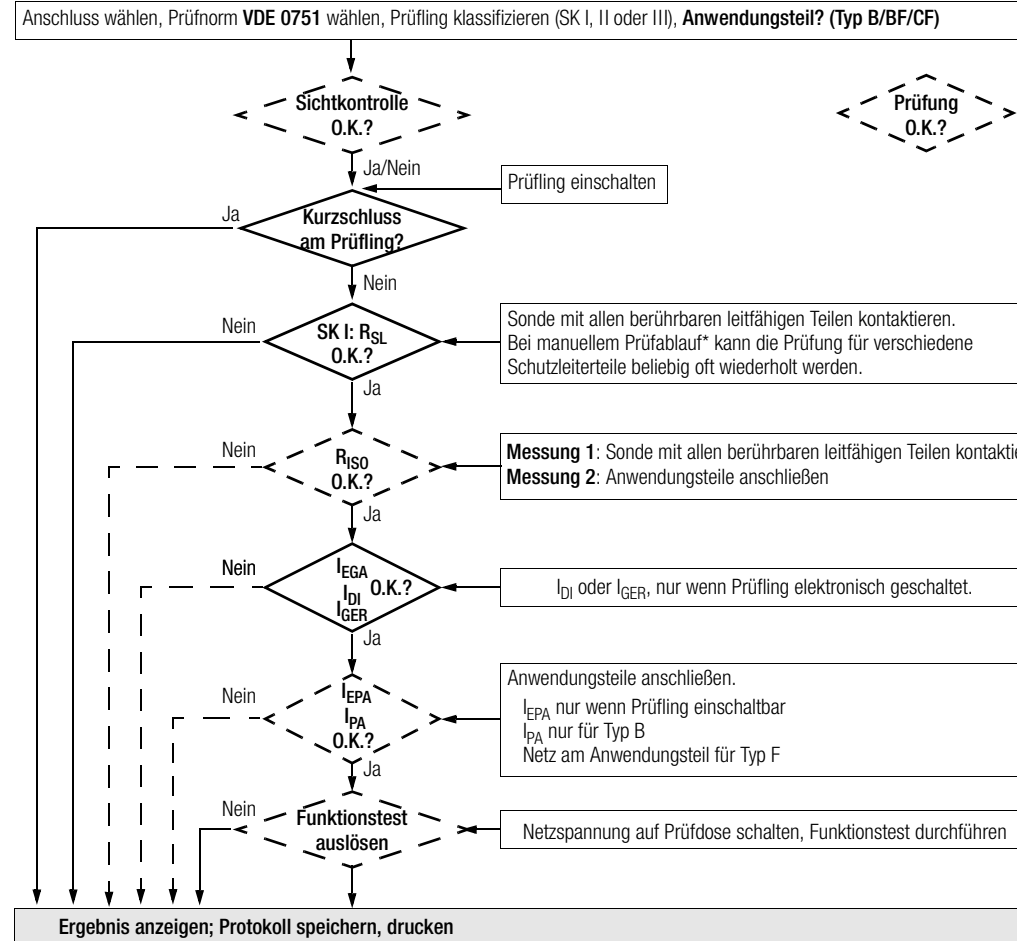 Anschluss wählen, Prüfnorm VDE 0751 wählen, Prüfling klassifizieren (SK I, II oder III), Anwendungsteil? (Typ B/BF/CF)
Sichtkontrolle
O.K.?
Prüfung
O.K.?
Ja/Nein
Prüfling einschalten
Ja
Kurzschluss
am Prüfling?
Nein
Nein
SK I: RSL
O.K.?
Sonde mit allen berührbaren leitfähigen Teilen kontaktieren.
Bei manuellem Prüfablauf* kann die Prüfung für verschiedene
Schutzleiterteile beliebig oft wiederholt werden.
Ja
Nein
RISO
O.K.?
Messung 1: Sonde mit allen berührbaren leitfähigen Teilen kontaktie
Messung 2: Anwendungsteile anschließen
Ja
Nein
IEGA
IDI O.K.?
IGER
IDI oder IGER, nur wenn Prüfling elektronisch geschaltet.
Ja
Nein
IEPA
IPA
O.K.?
Anwendungsteile anschließen.
IEPA nur wenn Prüfling einschaltbar
IPA nur für Typ B
Netz am Anwendungsteil für Typ F
Ja
Nein
Funktionstest
auslösen
Netzspannung auf Prüfdose schalten, Funktionstest durchführen
Ergebnis anzeigen; Protokoll speichern, drucken